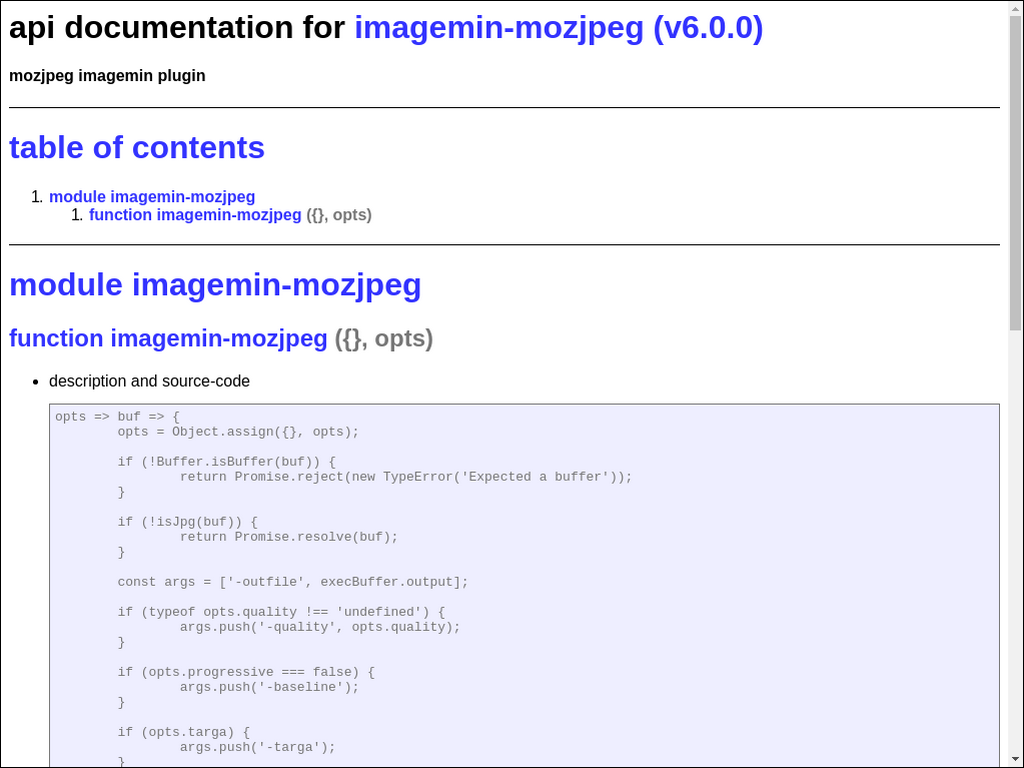 api documentation for imagemin-mozjpeg (v6.0.0)
mozjpeg imagemin plugin
table of contents
1. module imagemin-mozjpeg
1. function imagemin-mozjpeg ({}, opts)
module imagemin-mozjpeg
function imagemin-mozjpeg ({}, opts)
• description and source-code
opts => buf => {
        opts = Object.assign({}, opts);
        if (!Buffer.isBuffer(buf)) {
                return Promise.reject(new TypeError('Expected a buffer'));
        }
        if (!isJpg(buf)) {
                return Promise.resolve(buf);
        }
        const args = ['-outfile', execBuffer.output];
        if (typeof opts.quality !== 'undefined') {
                args.push('-quality', opts.quality);
        }
        if (opts.progressive === false) {
                args.push('-baseline');
        }
        if (opts.targa) {
                args.push('-targa');
        }